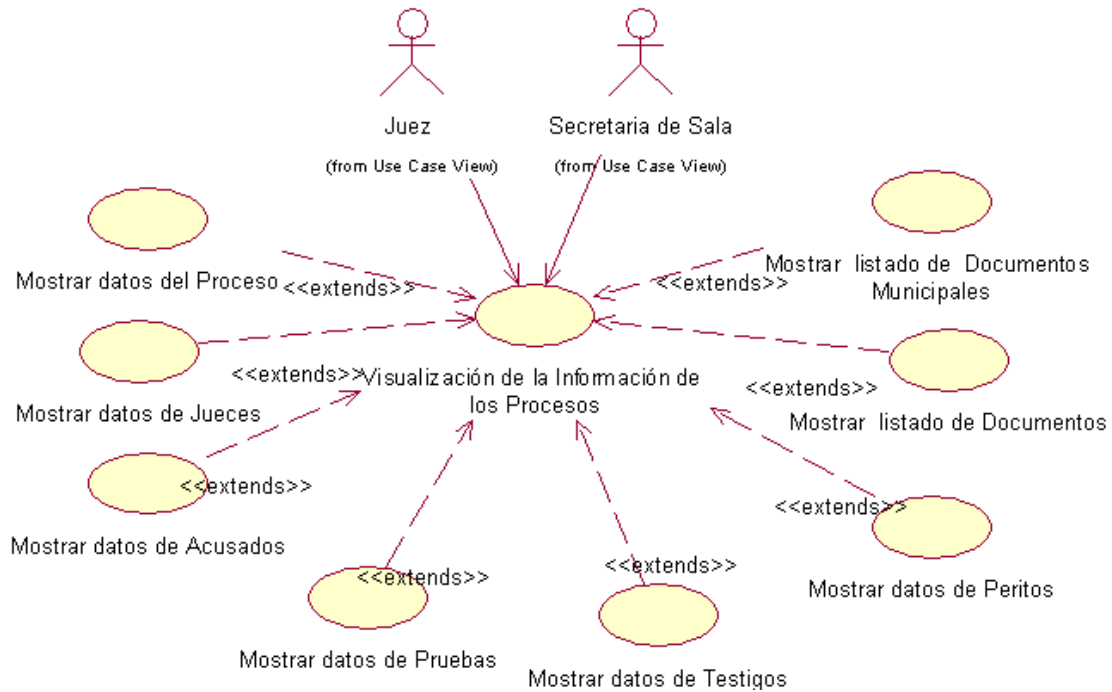 Juez
Secretaria de Sala
(from Use Case View)
(from Use Case View)
Mostrar datos del Proceso
<<extends>>
Mostrar listado de Documentos
Municipales
<<extends>>
Mostrar datos de Jueces
<<extends>>
Visualización de la Información de
los Procesos
<<extends>>
Mostrar listado de Documentos
Mostrar datos de Acusados
<<extends>>
<<extends>>
Mostrar datos de Peritos
<<extends>>
Mostrar datos de Pruebas
<<extends>>
Mostrar datos de Testigos